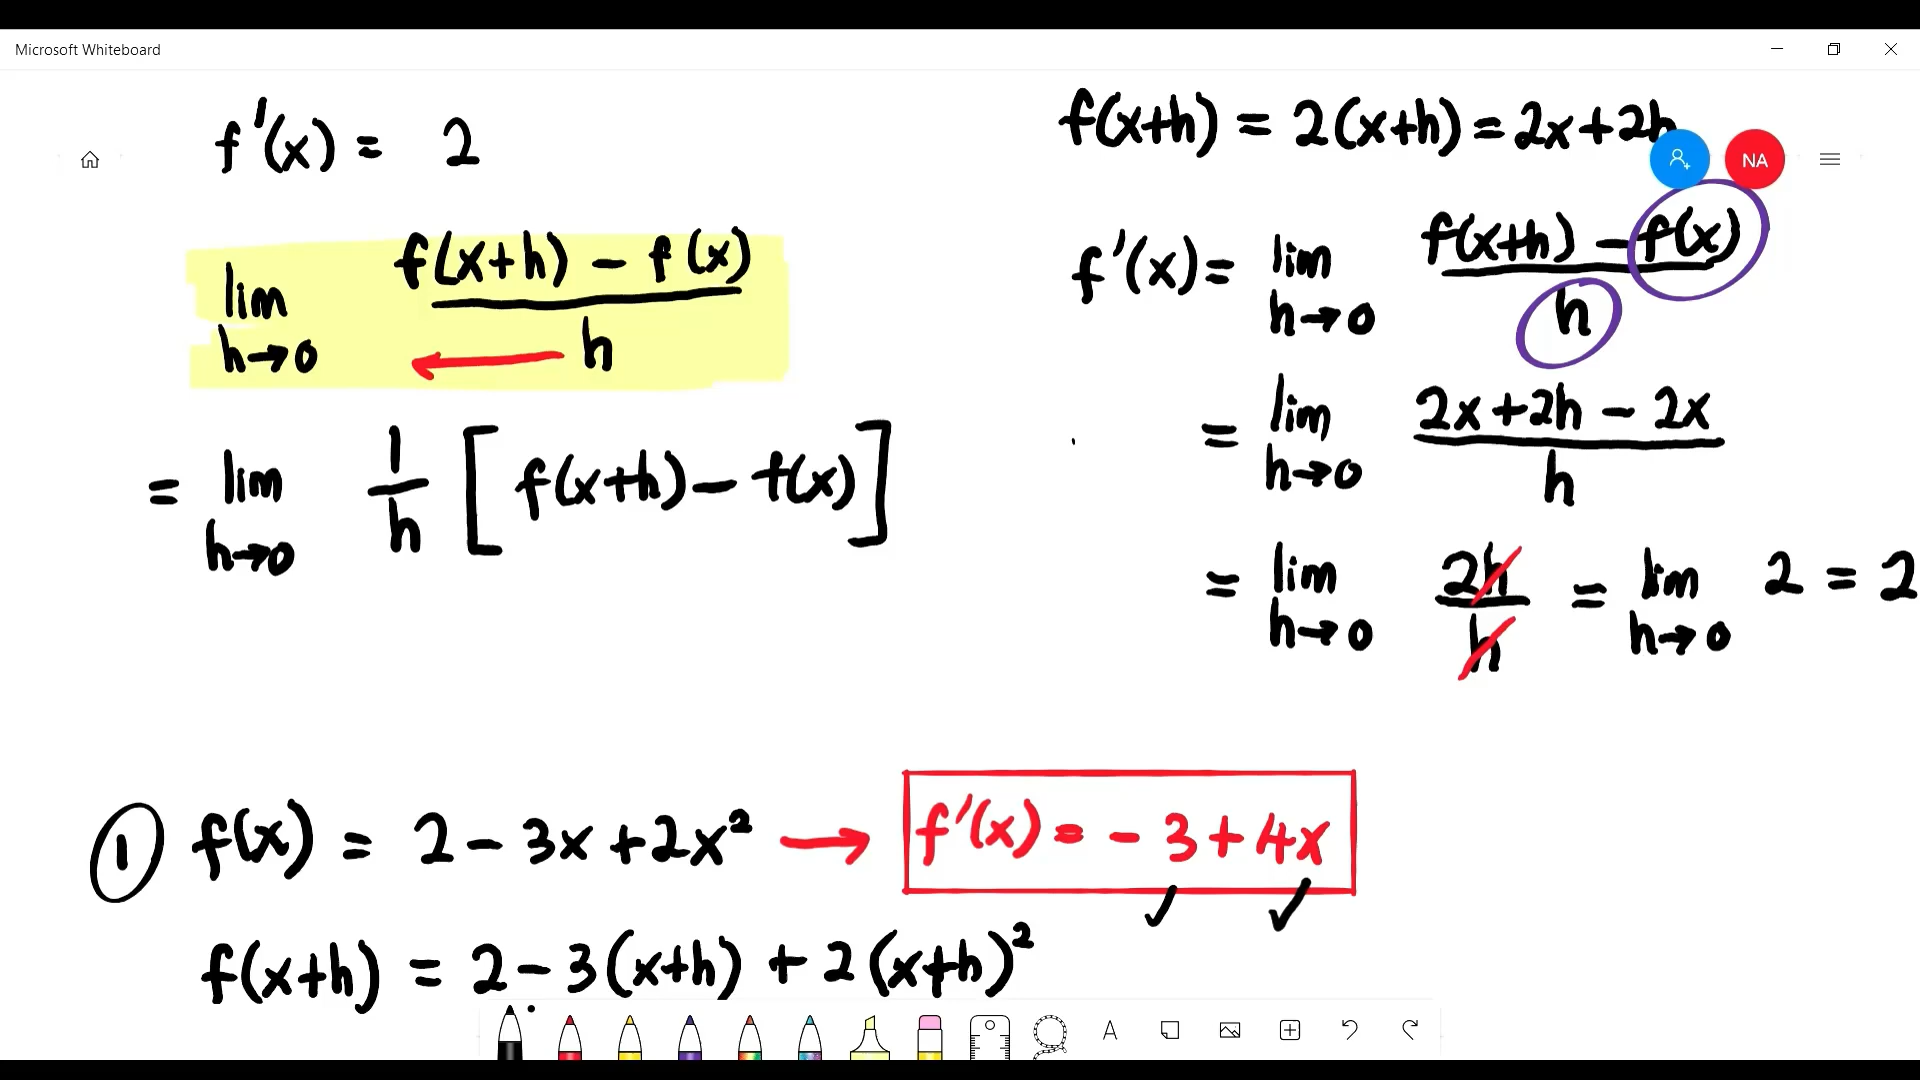 Microsoft Whiteboard
f'(x) = 2
lim h→0 f(x+h) - f(x) / h
= lim h→0 1/h [ f(x+h) - f(x) ]
f(x+h) = 2(x+h) = 2x+2h
NA
f'(x) = lim h→0 f(x+h) - f(x) / h
= lim h→0 2x+2h - 2x / h
= lim h→0 2h / h = lim h→0 2 = 2
① f(x) = 2 - 3x + 2x² → f'(x) = - 3 + 4x
f(x+h) = 2 - 3(x+h) + 2(x+h)²
A